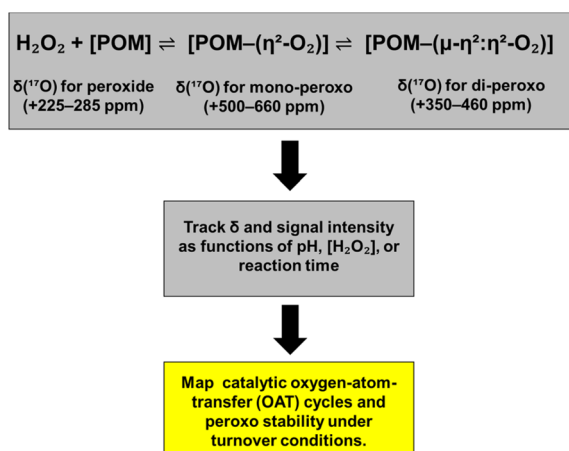 H₂O₂ + [POM] ⇌ [POM–(η²-O₂)] ⇌ [POM–(μ-η²:η²-O₂)]
δ(¹⁷O) for peroxide δ(¹⁷O) for mono-peroxo δ(¹⁷O) for di-peroxo
(+225–285 ppm) (+500–660 ppm) (+350–460 ppm)
Track δ and signal intensity
as functions of pH, [H₂O₂], or
reaction time
Map catalytic oxygen-atom-
transfer (OAT) cycles and
peroxo stability under
turnover conditions.